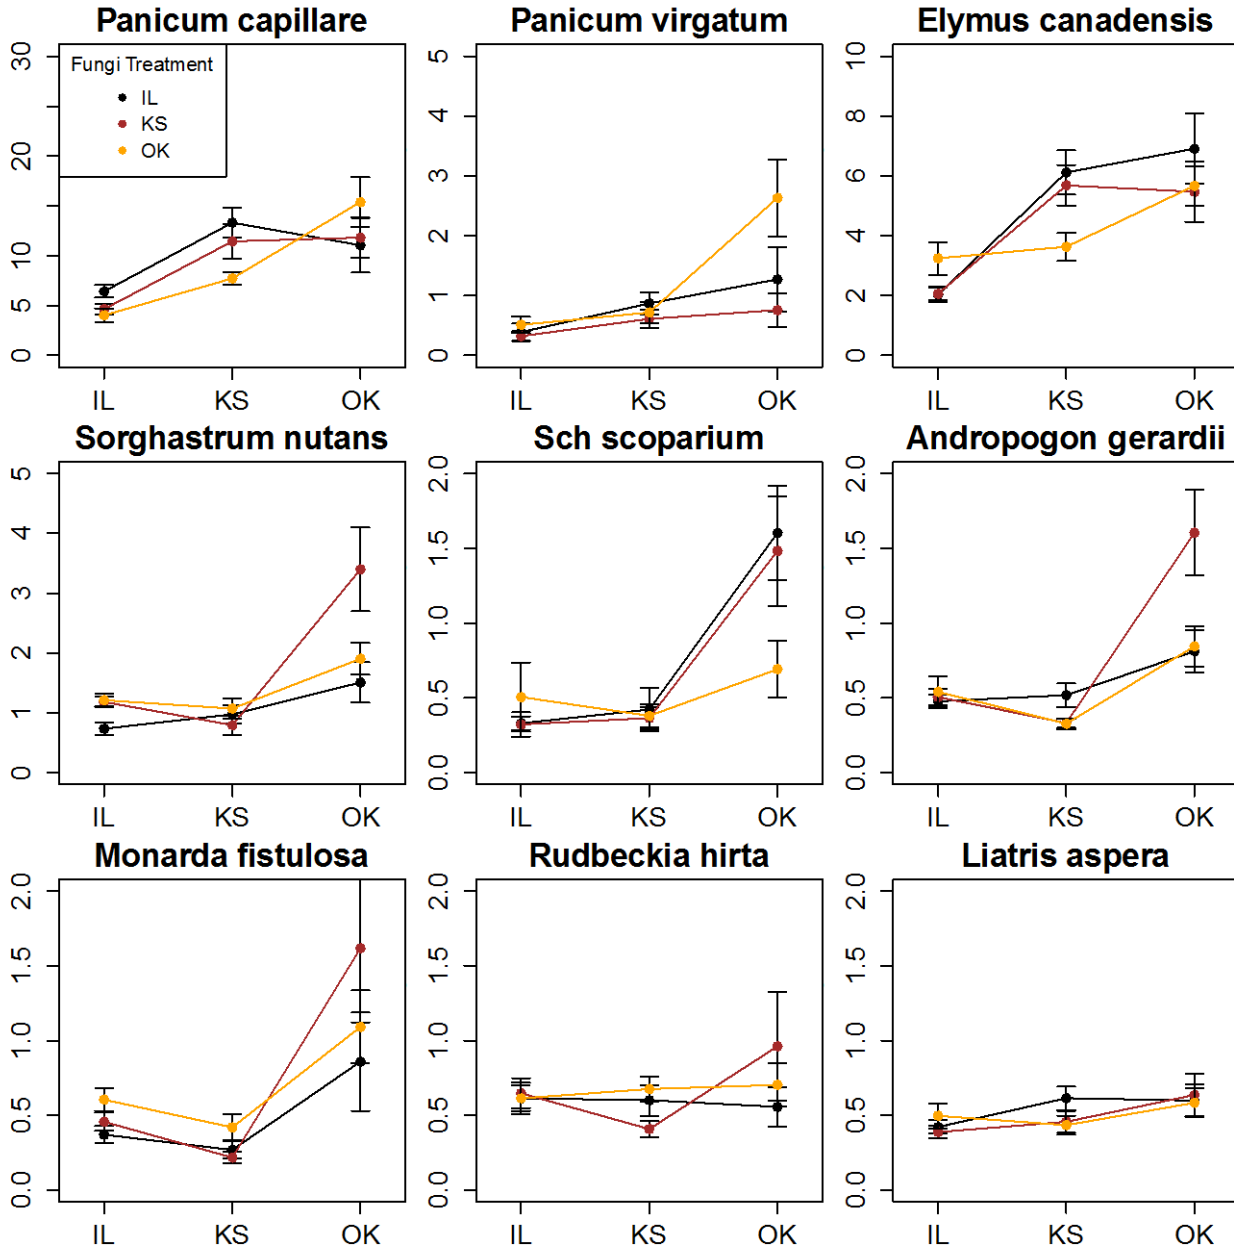 Panicum capillare
Panicum virgatum
Elymus canadensis
Fungi Treatment
IL
KS
OK
0 5 10 20 30
IL KS OK
0 1 2 3 4 5
IL KS OK
0 2 4 6 8 10
IL KS OK
Sorghastrum nutans
Sch scoparium
Andropogon gerardii
0 1 2 3 4 5
IL KS OK
0.0 0.5 1.0 1.5 2.0
IL KS OK
0.0 0.5 1.0 1.5 2.0
IL KS OK
Monarda fistulosa
Rudbeckia hirta
Liatris aspera
0.0 0.5 1.0 1.5 2.0
IL KS OK
0.0 0.5 1.0 1.5 2.0
IL KS OK
0.0 0.5 1.0 1.5 2.0
IL KS OK